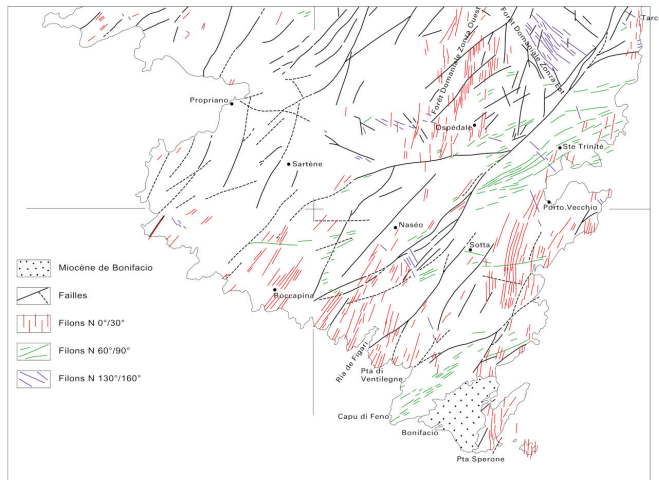 Tarc
Forêt Domaniale Zonza Ouest
Forêt Domaniale Zonza Est
Propriano
Ospédale
Ste Trinité
Sartène
Porto.Vecchio
Naséo
Sotta
Miocène de Bonifacio
Failles
Roccapina
Filons N 0°/30°
Filons N 60°/90°
Ria de Figari
Pta di
Ventilegne
Filons N 130°/160°
Capu di Feno
Bonifacio
Pta Sperone